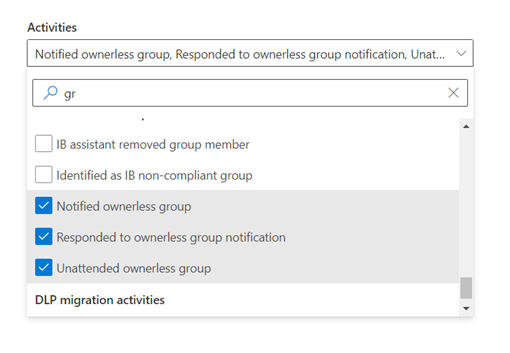 Activities
Notified ownerless group, Responded to ownerless group notification, Unat...
gr
IB assistant removed group member
Identified as IB non-compliant group
Notified ownerless group
Responded to ownerless group notification
Unattended ownerless group
DLP migration activities